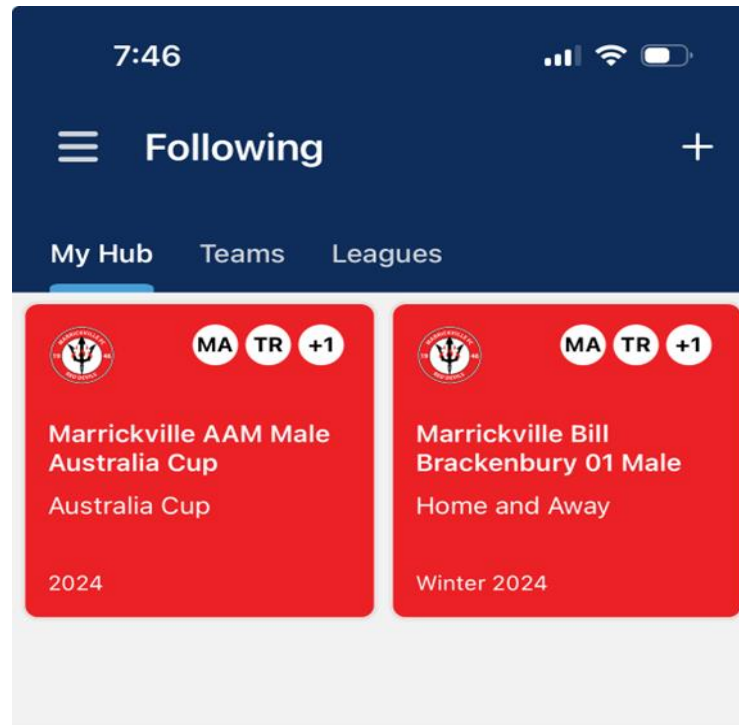 7:46
Following
My Hub Teams Leagues
MA TR +1
Marrickville AAM Male
Australia Cup
Australia Cup
2024
MA TR +1
Marrickville Bill
Brackenbury 01 Male
Home and Away
Winter 2024